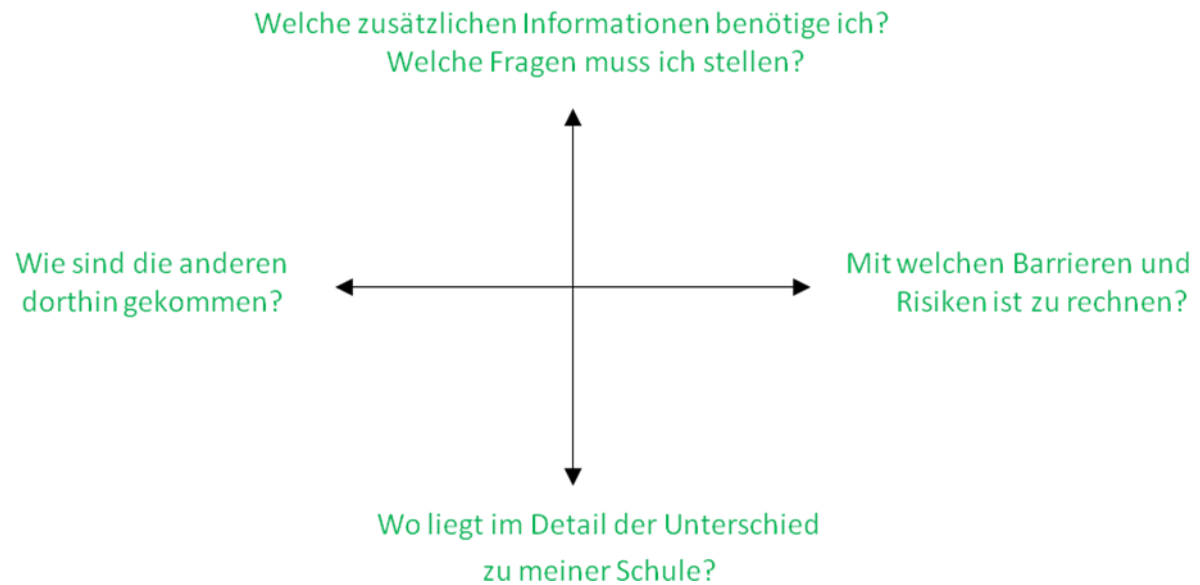 Welche zusätzlichen Informationen benötige ich?
Welche Fragen muss ich stellen?
Wie sind die anderen
dorthin gekommen?
Mit welchen Barrieren und
Risiken ist zu rechnen?
Wo liegt im Detail der Unterschied
zu meiner Schule?